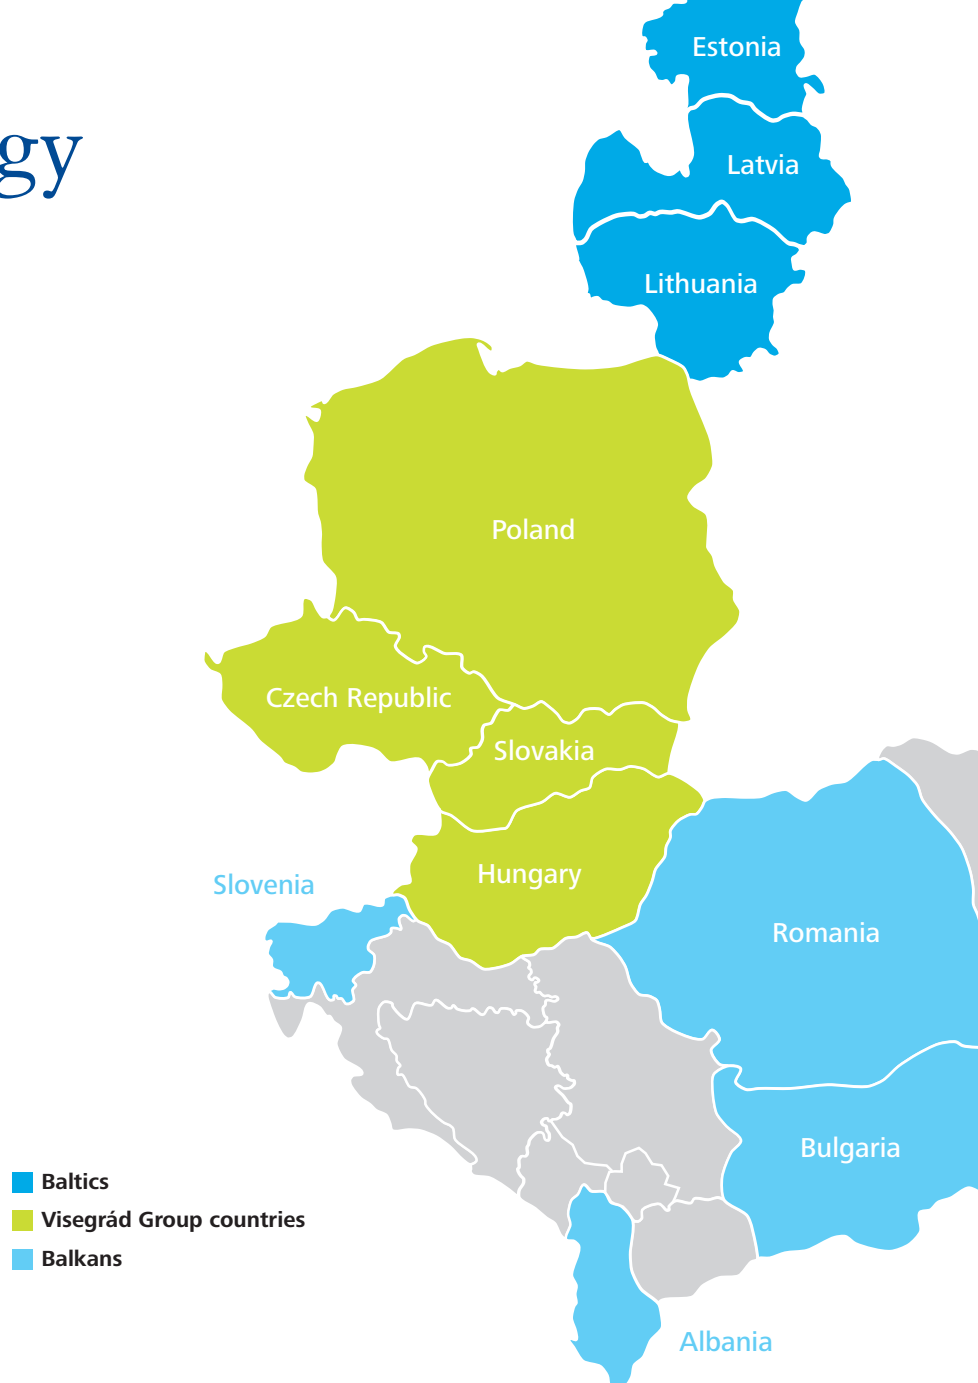 gy
Estonia
Latvia
Lithuania
Poland
Czech Republic
Slovakia
Hungary
Slovenia
Romania
Bulgaria
Baltics
Visegrád Group countries
Balkans
Albania